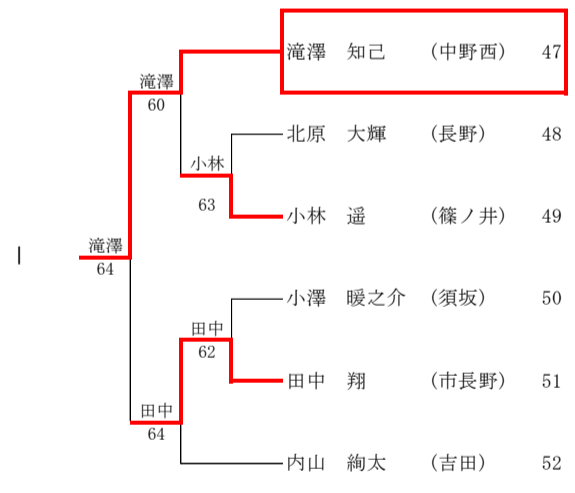 滝澤 知己 (中野西) 47
滝澤
60
北原 大輝 (長野) 48
小林
63
小林 遥 (篠ノ井) 49
滝澤
64
小澤 暖之介 (須坂) 50
田中
62
田中 翔 (市長野) 51
田中
64
内山 絢太 (吉田) 52